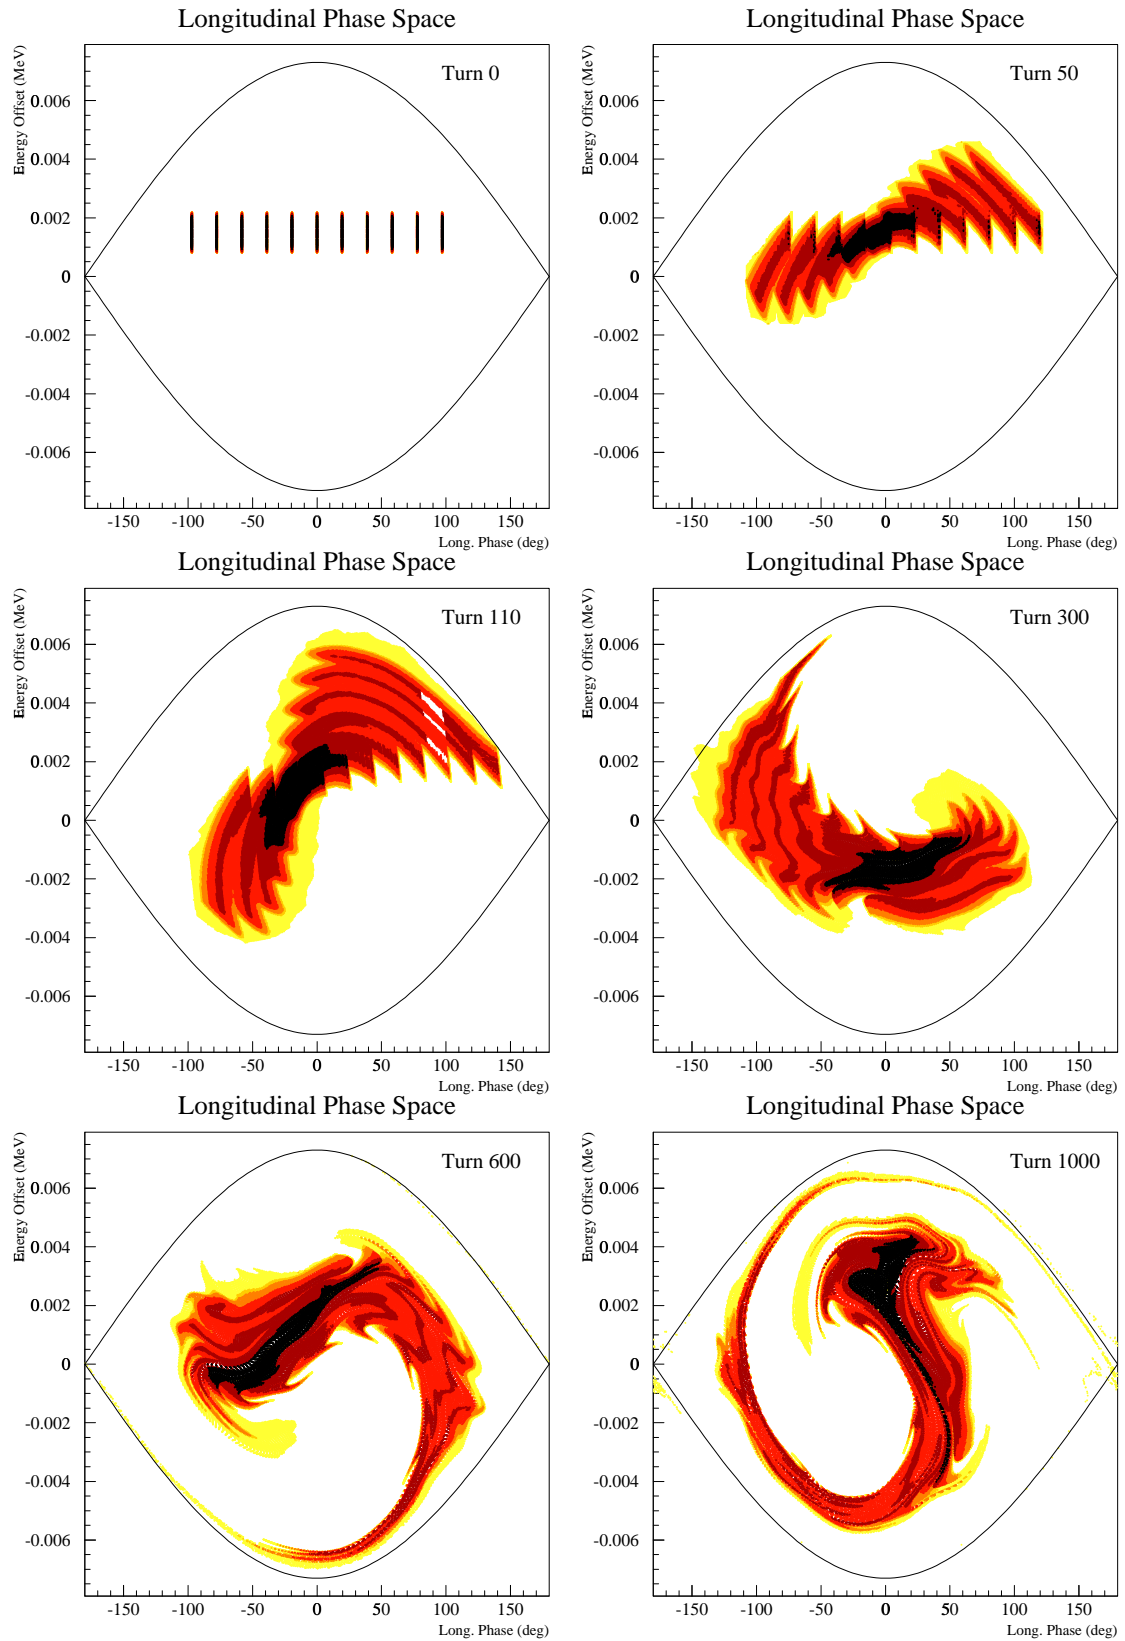 Longitudinal Phase Space
Energy Offset (MeV)
Turn 0
0.006
0.004
0.002
0
-0.002
-0.004
-0.006
-150 -100 -50 0 50 100 150
Long. Phase (deg)
Longitudinal Phase Space
Energy Offset (MeV)
Turn 50
0.006
0.004
0.002
0
-0.002
-0.004
-0.006
-150 -100 -50 0 50 100 150
Long. Phase (deg)
Longitudinal Phase Space
Energy Offset (MeV)
Turn 110
0.006
0.004
0.002
0
-0.002
-0.004
-0.006
-150 -100 -50 0 50 100 150
Long. Phase (deg)
Longitudinal Phase Space
Energy Offset (MeV)
Turn 300
0.006
0.004
0.002
0
-0.002
-0.004
-0.006
-150 -100 -50 0 50 100 150
Long. Phase (deg)
Longitudinal Phase Space
Energy Offset (MeV)
Turn 600
0.006
0.004
0.002
0
-0.002
-0.004
-0.006
-150 -100 -50 0 50 100 150
Long. Phase (deg)
Longitudinal Phase Space
Energy Offset (MeV)
Turn 1000
0.006
0.004
0.002
0
-0.002
-0.004
-0.006
-150 -100 -50 0 50 100 150
Long. Phase (deg)